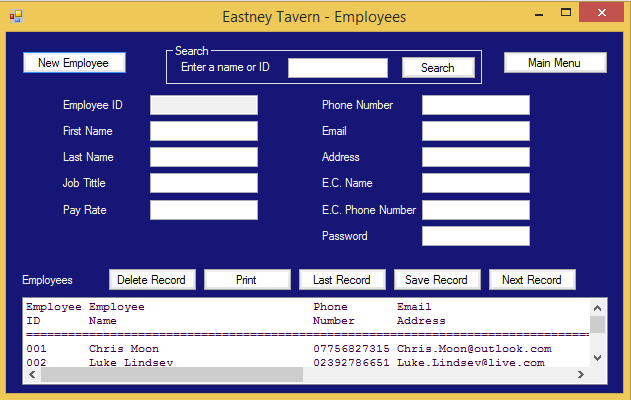 Eastney Tavern - Employees
New Employee
Search
Enter a name or ID
Search
Main Menu
Employee ID
Phone Number
First Name
Email
Last Name
Address
Job Tittle
E.C. Name
Pay Rate
E.C. Phone Number
Password
Employees
Delete Record
Print
Last Record
Save Record
Next Record
Employee Employee Phone Email
ID Name Number Address
================================================================================
001 Chris Moon 07756827315 Chris.Moon@outlook.com
002 Luke Lindsey 02392786651 Luke.Lindsey@live.com